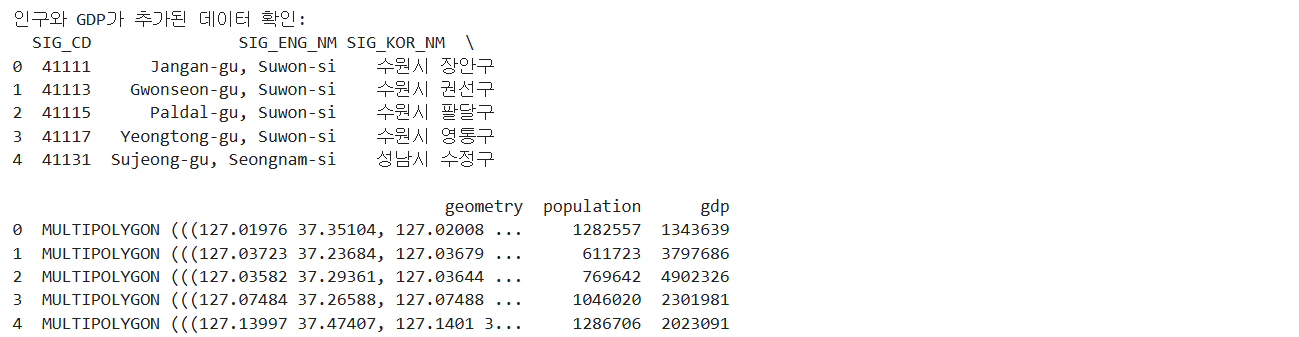 인구와 GDP가 추가된 데이터 확인:
SIG_CD SIG_ENG_NM SIG_KOR_NM \
0 41111 Jangan-gu, Suwon-si 수원시 장안구
1 41113 Gwonseon-gu, Suwon-si 수원시 권선구
2 41115 Paldal-gu, Suwon-si 수원시 팔달구
3 41117 Yeongtong-gu, Suwon-si 수원시 영통구
4 41131 Sujeong-gu, Seongnam-si 성남시 수정구
geometry population gdp
0 MULTIPOLYGON (((127.01976 37.35104, 127.02008 ... 1282557 1343639
1 MULTIPOLYGON (((127.03723 37.23684, 127.03679 ... 611723 3797686
2 MULTIPOLYGON (((127.03582 37.29361, 127.03644 ... 769642 4902326
3 MULTIPOLYGON (((127.07484 37.26588, 127.07488 ... 1046020 2301981
4 MULTIPOLYGON (((127.13997 37.47407, 127.1401 3... 1286706 2023091